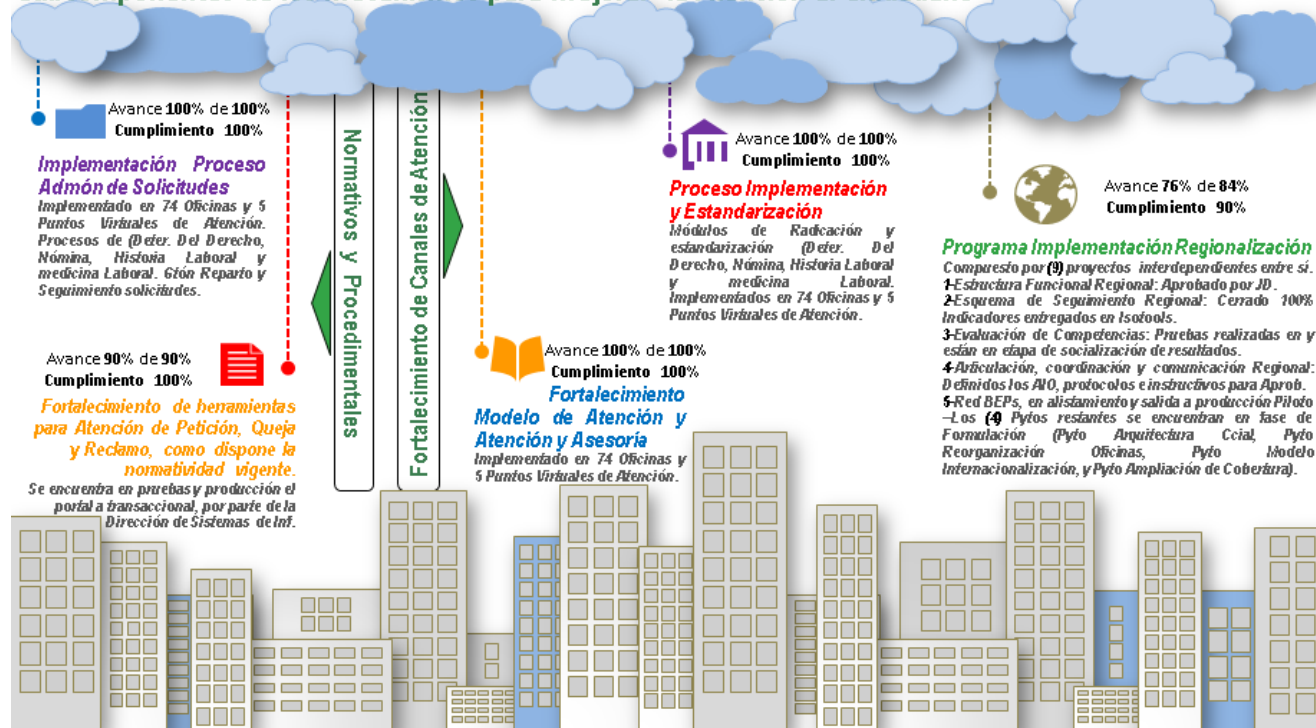 Avance 100% de 100%
Cumplimiento 100%
Implementación Proceso
Admón de Solicitudes
Implementado en 74 Oficinas y 5
Puntos Virtuales de Atención.
Procesos de (Deter. Del Derecho,
Nómina, Historia Laboral y
medicina Laboral. Gtón Reparto y
Seguimiento solicitudes.
Avance 90% de 90%
Cumplimiento 100%
Fortalecimiento de herramientas
para Atención de Petición, Queja
y Reclamo, como dispone la
normatividad vigente.
Se encuentra en pruebas y producción el
portal a transaccional, por parte de la
Dirección de Sistemas de Inf.
Normativos y Procedimentales
Fortalecimiento de Canales de Atención
Avance 100% de 100%
Cumplimiento 100%
Fortalecimiento
Modelo de Atención y
Atención y Asesoría
Implementado en 74 Oficinas y
5 Puntos Virtuales de Atención.
Avance 100% de 100%
Cumplimiento 100%
Proceso Implementación
y Estandarización
Módulos de Radicación y
estandarización (Deter. Del
Derecho, Nómina, Historia Laboral
y medicina Laboral.
Implementados en 74 Oficinas y 5
Puntos Virtuales de Atención.
Avance 76% de 84%
Cumplimiento 90%
Programa Implementación Regionalización
Compuesto por (9) proyectos interdependientes entre sí.
1-Estructura Funcional Regional: Aprobado por JD.
2-Esquema de Seguimiento Regional: Cerrado 100%
Indicadores entregados en Isotools.
3-Evaluación de Competencias: Pruebas realizadas en y
están en etapa de socialización de resultados.
4-Articulación, coordinación y comunicación Regional:
Definidos los AIO, protocolos e instructivos para Aprob.
5-Red BEPs, en alistamiento y salida a producción Piloto
–Los (4) Pytos restantes se encuentran en fase de
Formulación (Pyto Arquitectura Ccial, Pyto
Reorganización Oficinas, Pyto Modelo
Internacionalización, y Pyto Ampliación de Cobertura).